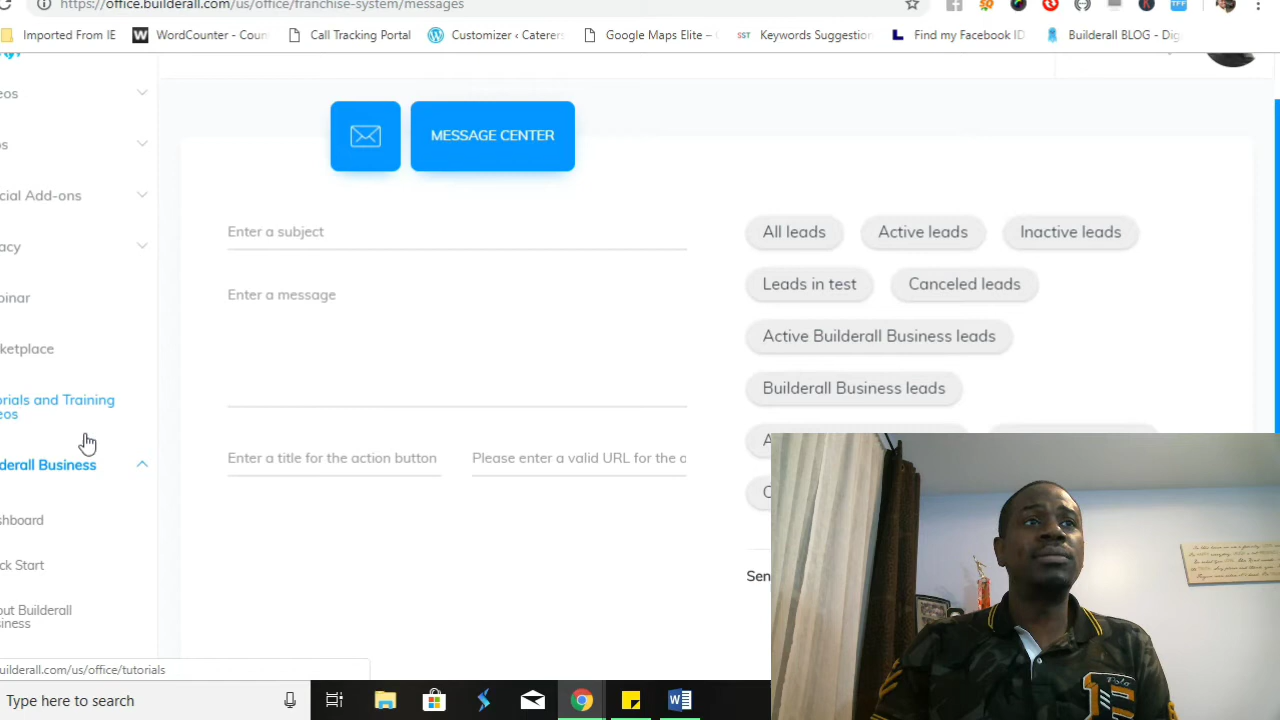 https://office.builderall.com/us/office/franchise-system/messages
Imported From IE
WordCounter - Cou
Call Tracking Portal
Customizer ‹ Caterers
Google Maps Elite –
SST Keywords Suggestion
Find my Facebook ID
Builderall BLOG - Dig
eos
os
cial Add-ons
acy
inar
ketplace
orials and Training
eos
derall Business
shboard
ck Start
out Builderall
siness
uilderall.com/us/office/tutorials
MESSAGE CENTER
Enter a subject
Enter a message
Enter a title for the action button
Please enter a valid URL for the a
All leads
Active leads
Inactive leads
Leads in test
Canceled leads
Active Builderall Business leads
Builderall Business leads
Sen
Type here to search